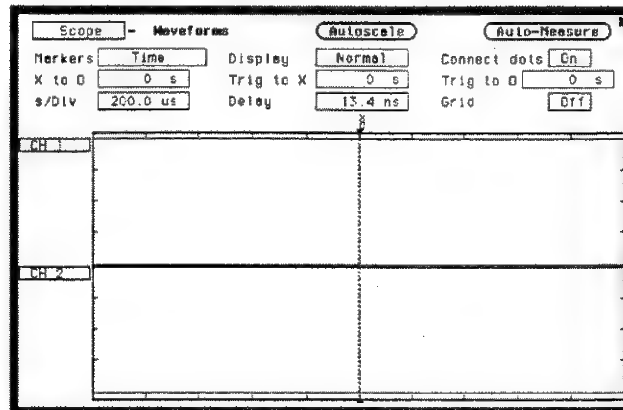 Scope - Waveforms Autoscale Auto-Measure
Markers Time Display Normal Connect dots On
X to O 0 s Trig to X 0 s Trig to O 0 s
s/Div 200.0 us Delay 13.4 ns Grid Off
X
CH 1
CH 2